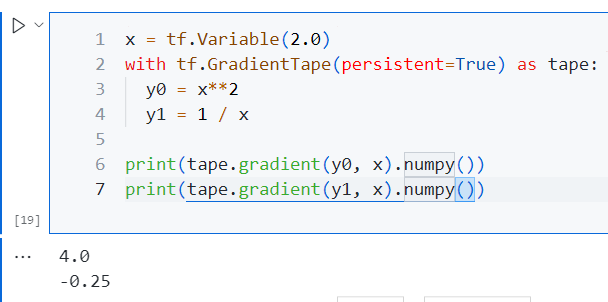 1 x = tf.Variable(2.0)
2 with tf.GradientTape(persistent=True) as tape:
3   y0 = x**2
4   y1 = 1 / x
5
6 print(tape.gradient(y0, x).numpy())
7 print(tape.gradient(y1, x).numpy())
[19]
... 4.0
-0.25